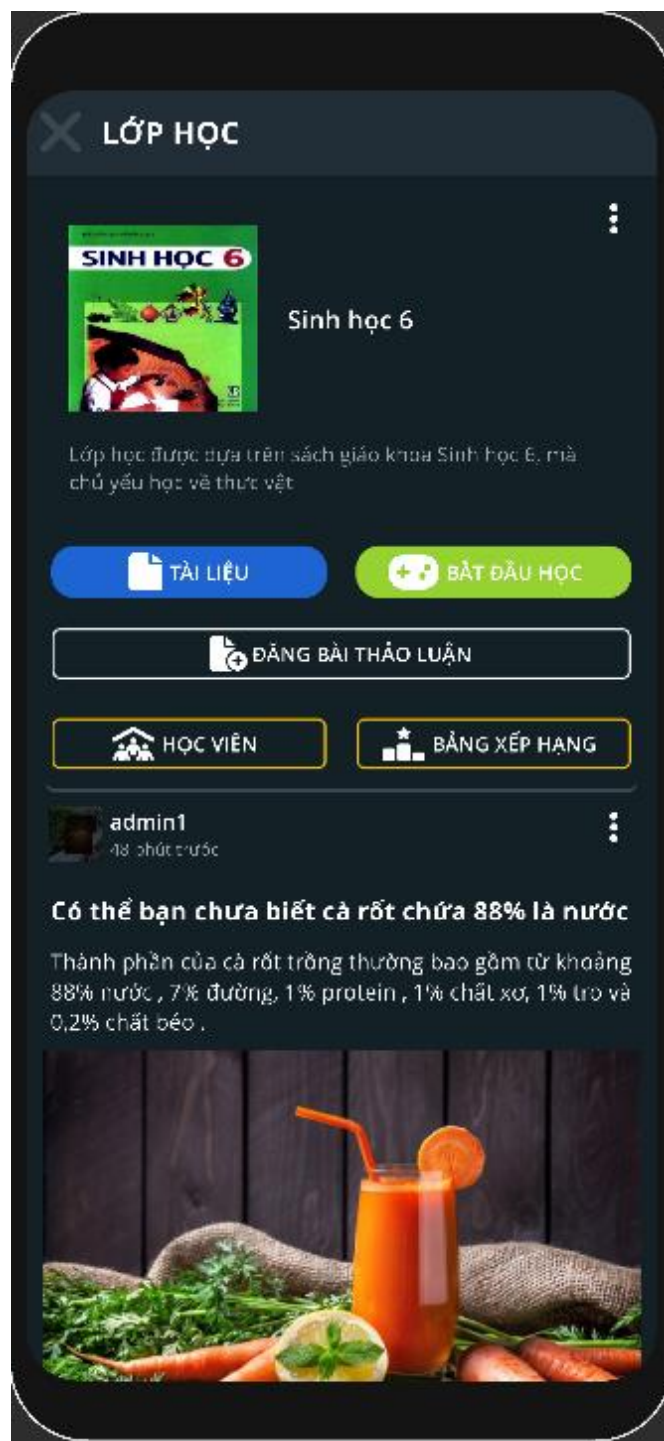 LỚP HỌC
SINH HỌC 6
Sinh học 6
Lớp học được dựa trên sách giáo khoa Sinh học 6, mà
chủ yếu học về thực vật
TÀI LIỆU
BẮT ĐẦU HỌC
ĐĂNG BÀI THẢO LUẬN
HỌC VIÊN
BẢNG XẾP HẠNG
admin1
48 phút trước
Có thể bạn chưa biết cà rốt chứa 88% là nước
Thành phần của cà rốt trồng thường bao gồm từ khoảng
88% nước , 7% đường, 1% protein , 1% chất xơ, 1% tro và
0,2% chất béo .